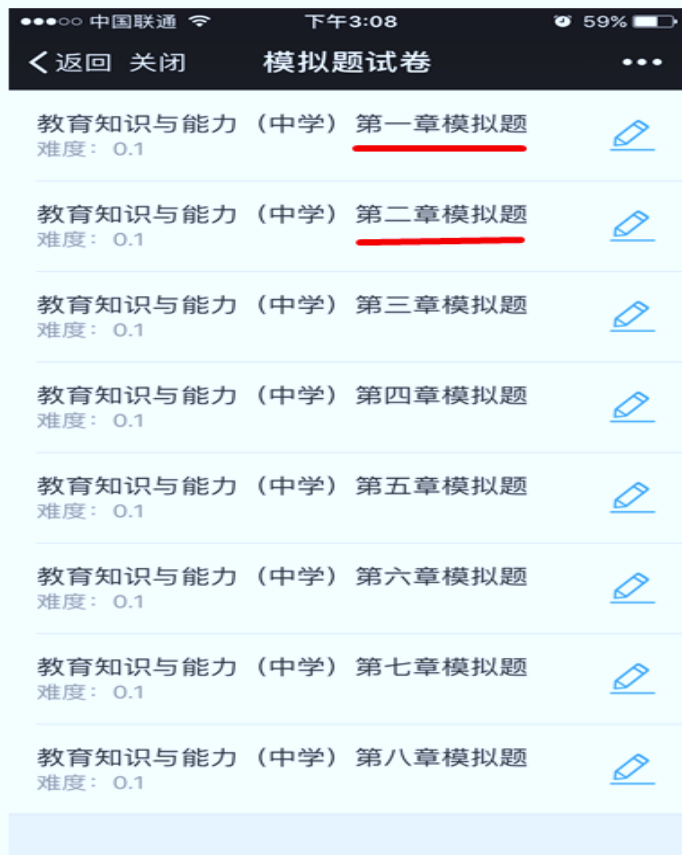 中国联通 下午3:08 59%
返回 关闭 模拟题试卷
教育知识与能力（中学）第一章模拟题
难度：0.1
教育知识与能力（中学）第二章模拟题
难度：0.1
教育知识与能力（中学）第三章模拟题
难度：0.1
教育知识与能力（中学）第四章模拟题
难度：0.1
教育知识与能力（中学）第五章模拟题
难度：0.1
教育知识与能力（中学）第六章模拟题
难度：0.1
教育知识与能力（中学）第七章模拟题
难度：0.1
教育知识与能力（中学）第八章模拟题
难度：0.1